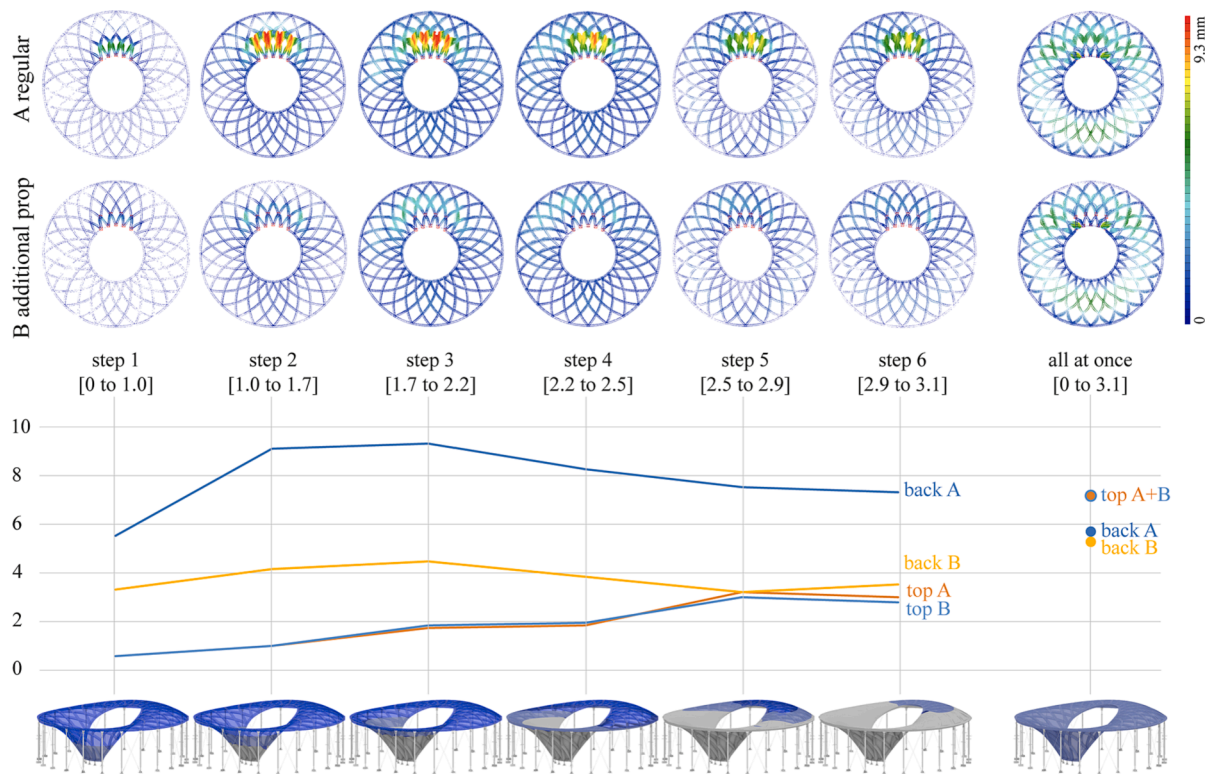 A regular
9.3 mm
B additional prop
0
step 1
[0 to 1.0]
step 2
[1.0 to 1.7]
step 3
[1.7 to 2.2]
step 4
[2.2 to 2.5]
step 5
[2.5 to 2.9]
step 6
[2.9 to 3.1]
all at once
[0 to 3.1]
10
8
6
4
2
0
back A
back B
top A
top B
top A+B
back A
back B